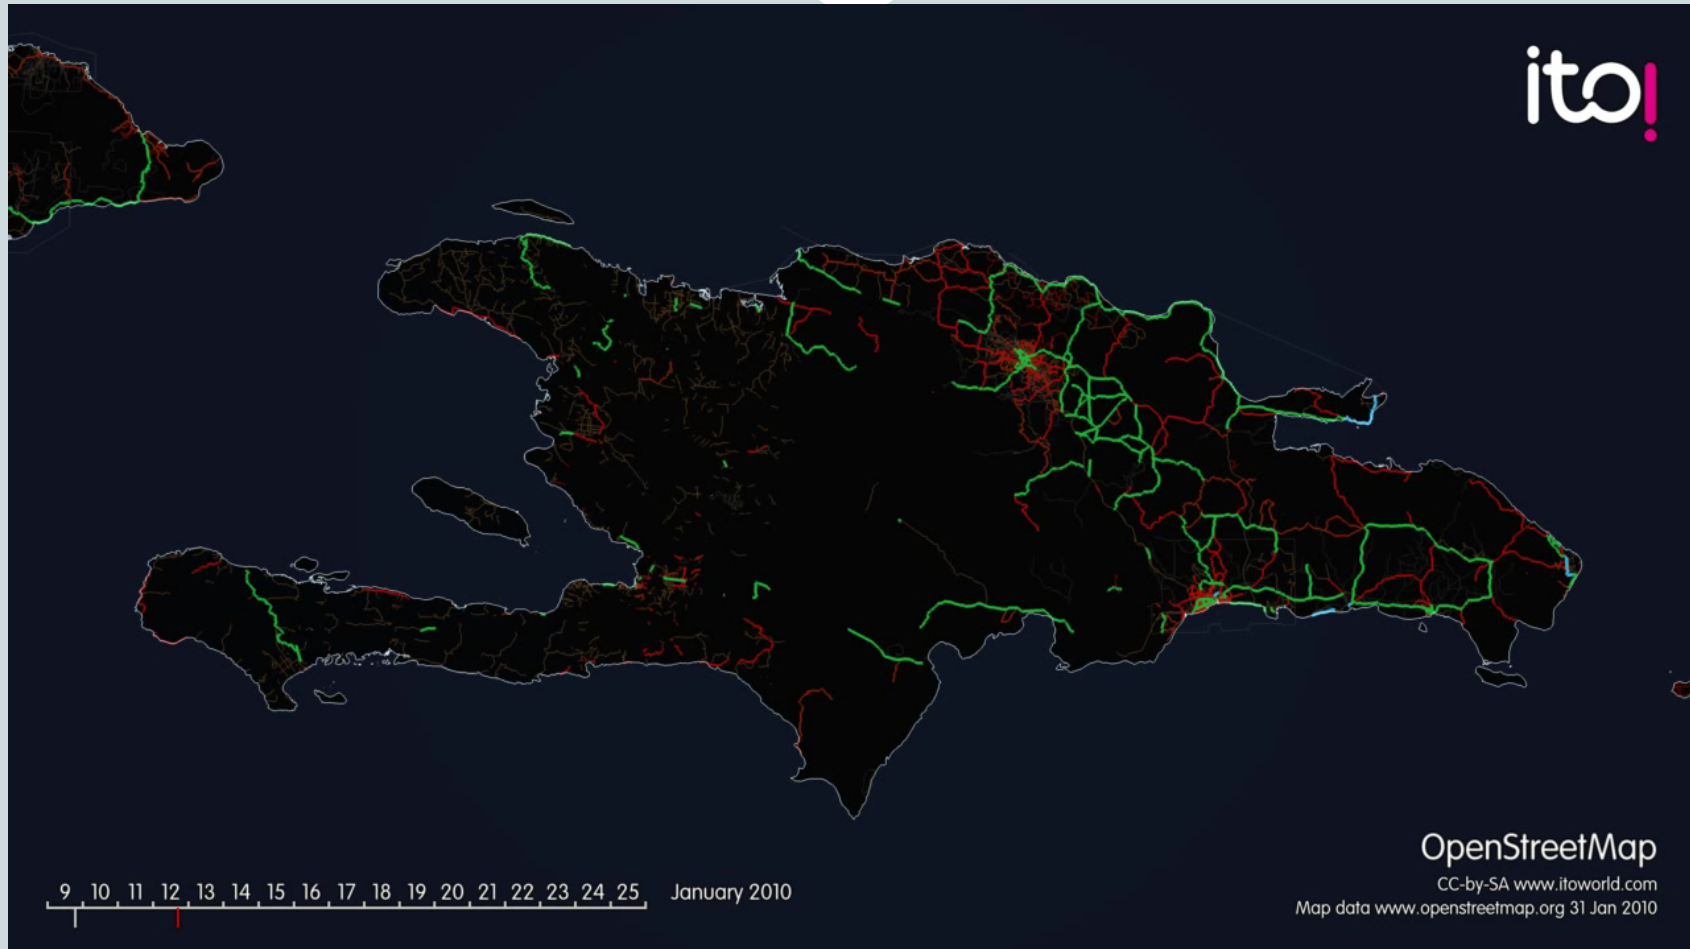 ito!
9 10 11 12 13 14 15 16 17 18 19 20 21 22 23 24 25 January 2010
OpenStreetMap
CC-by-SA www.itoworld.com
Map data www.openstreetmap.org 31 Jan 2010